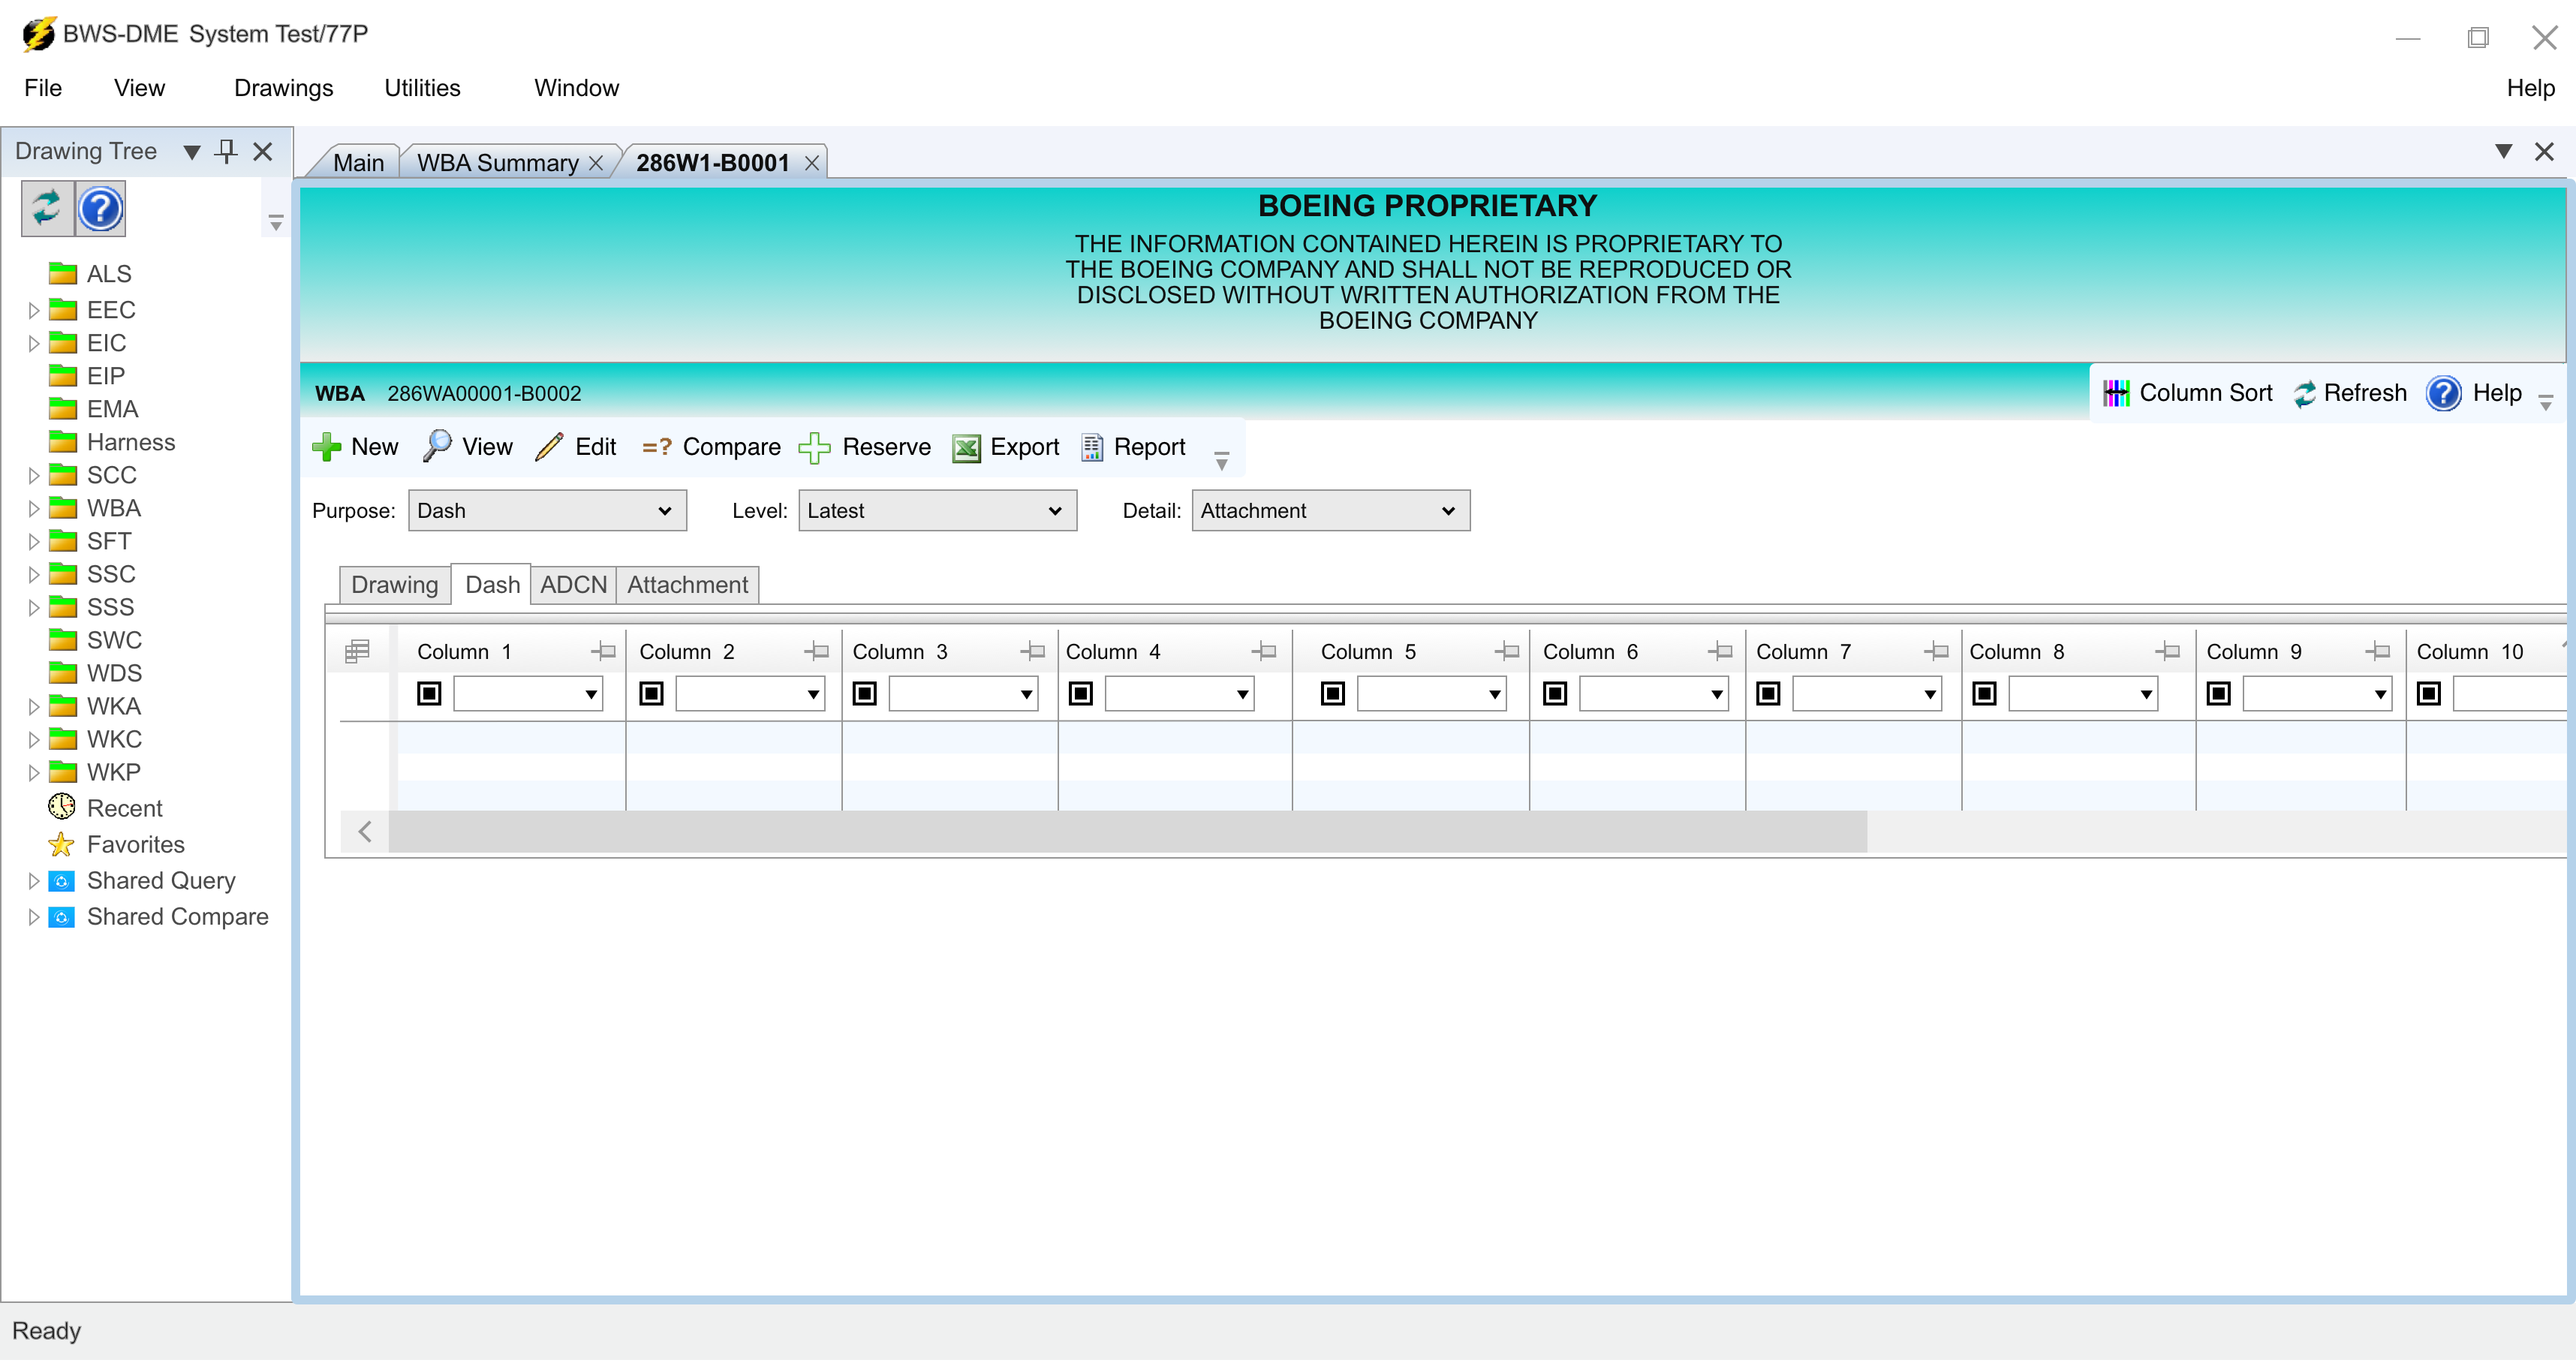 BWS-DME System Test/77P
File View Drawings Utilities Window Help
Drawing Tree
Main WBA Summary 286W1-B0001
ALS
EEC
EIC
EIP
EMA
Harness
SCC
WBA
SFT
SSC
SSS
SWC
WDS
WKA
WKC
WKP
Recent
Favorites
Shared Query
Shared Compare
BOEING PROPRIETARY
THE INFORMATION CONTAINED HEREIN IS PROPRIETARY TO
THE BOEING COMPANY AND SHALL NOT BE REPRODUCED OR
DISCLOSED WITHOUT WRITTEN AUTHORIZATION FROM THE
BOEING COMPANY
WBA 286WA00001-B0002 Column Sort Refresh Help
New View Edit =? Compare Reserve Export Report
Purpose: Dash Level: Latest Detail: Attachment
Drawing Dash ADCN Attachment
Column 1 Column 2 Column 3 Column 4 Column 5 Column 6 Column 7 Column 8 Column 9 Column 10
Ready